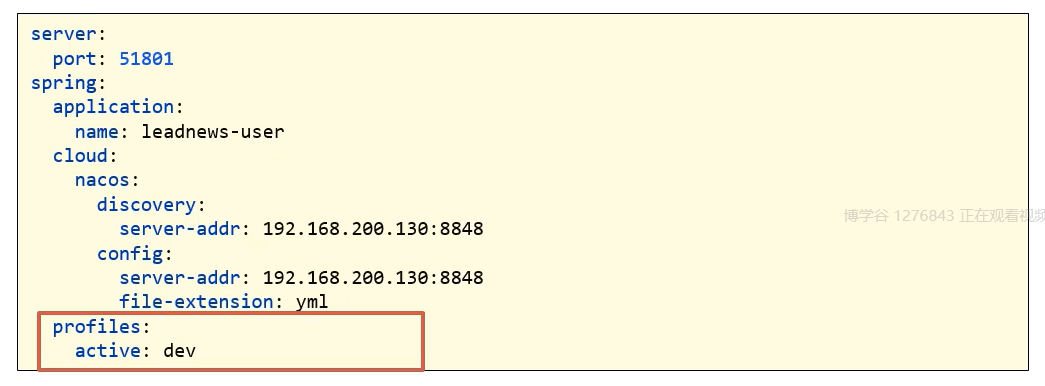 server:
  port: 51801
spring:
  application:
    name: leadnews-user
  cloud:
    nacos:
      discovery:
        server-addr: 192.168.200.130:8848
      config:
        server-addr: 192.168.200.130:8848
        file-extension: yml
  profiles:
    active: dev
博学谷 1276843 正在观看视频